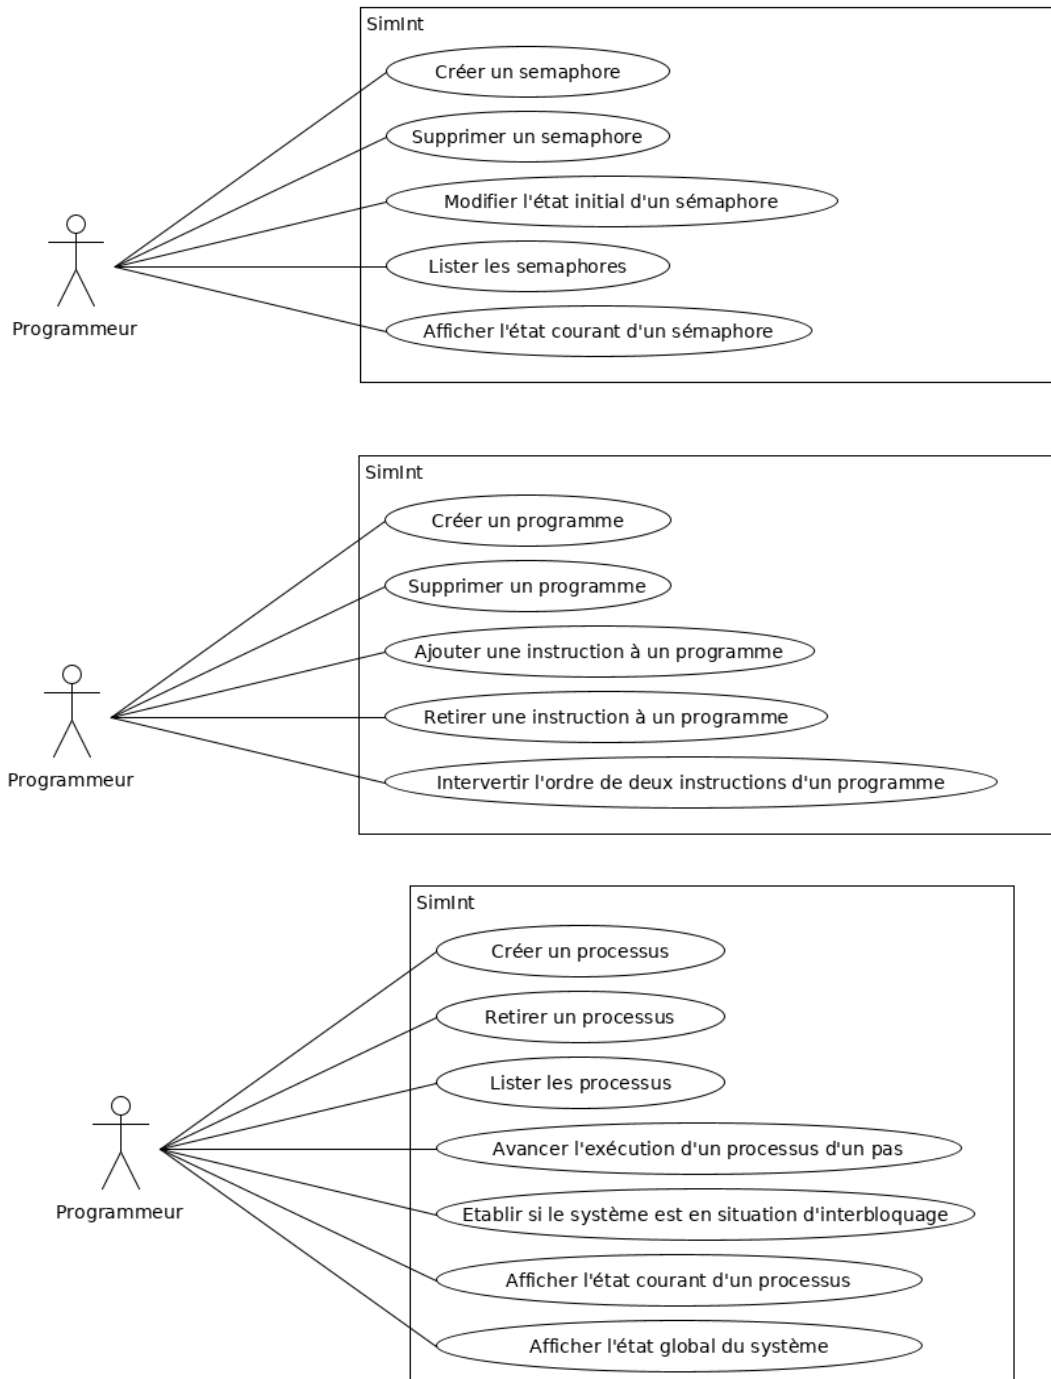 SimInt
Créer un semaphore
Supprimer un semaphore
Modifier l'état initial d'un sémaphore
Lister les semaphores
Afficher l'état courant d'un sémaphore
Programmeur
SimInt
Créer un programme
Supprimer un programme
Ajouter une instruction à un programme
Retirer une instruction à un programme
Intervertir l'ordre de deux instructions d'un programme
Programmeur
SimInt
Créer un processus
Retirer un processus
Lister les processus
Avancer l'exécution d'un processus d'un pas
Etablir si le système est en situation d'interbloquage
Afficher l'état courant d'un processus
Afficher l'état global du système
Programmeur